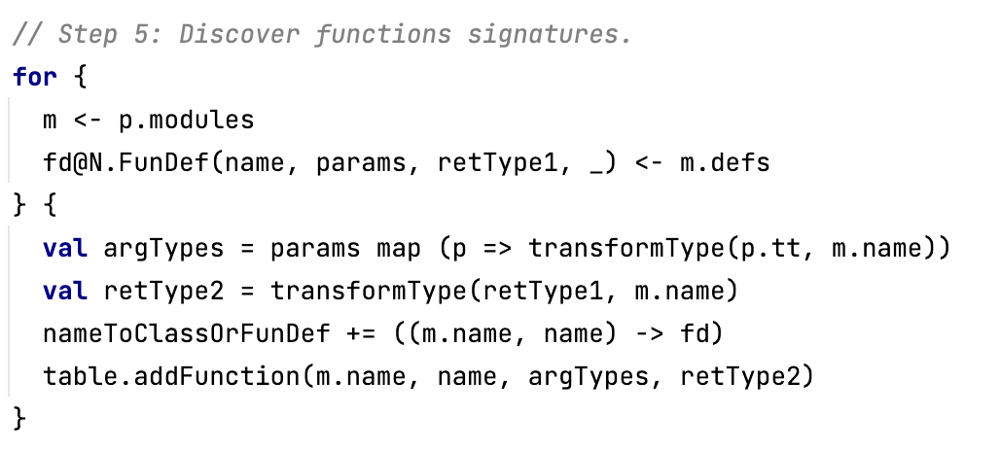 // Step 5: Discover functions signatures.
for {
  m <- p.modules
  fd@N.FunDef(name, params, retType1, _) <- m.defs
} {
  val argTypes = params map (p => transformType(p.tt, m.name))
  val retType2 = transformType(retType1, m.name)
  nameToClassOrFunDef += ((m.name, name) -> fd)
  table.addFunction(m.name, name, argTypes, retType2)
}